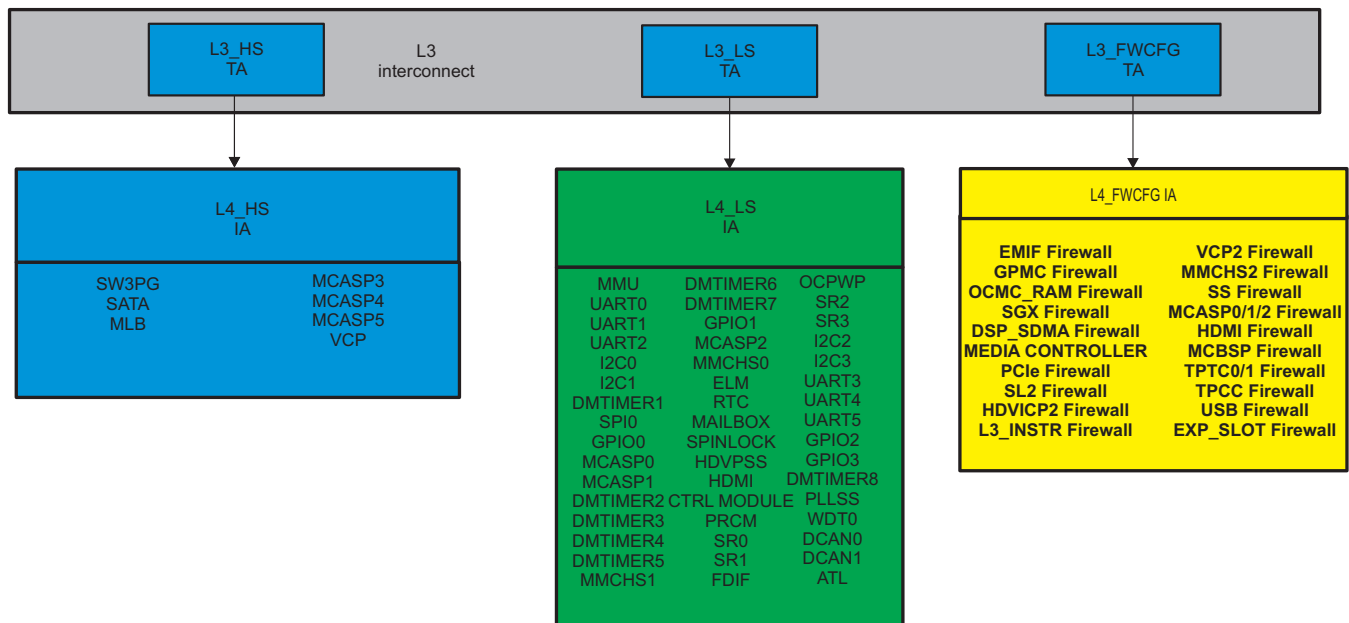 L3_HS
TA
L3
interconnect
L3_LS
TA
L3_FWCFG
TA
L4_HS
IA
SW3PG
SATA
MLB
MCASP3
MCASP4
MCASP5
VCP
L4_LS
IA
MMU
UART0
UART1
UART2
I2C0
I2C1
DMTIMER1
SPI0
GPIO0
MCASP0
MCASP1
DMTIMER2
DMTIMER3
DMTIMER4
DMTIMER5
MMCHS1
DMTIMER6
DMTIMER7
GPIO1
MCASP2
MMCHS0
ELM
RTC
MAILBOX
SPINLOCK
HDVPSS
HDMI
CTRL MODULE
PRCM
SR0
SR1
FDIF
OCPWP
SR2
SR3
I2C2
I2C3
UART3
UART4
UART5
GPIO2
GPIO3
DMTIMER8
PLLSS
WDT0
DCAN0
DCAN1
ATL
L4_FWCFG IA
EMIF Firewall
GPMC Firewall
OCMC_RAM Firewall
SGX Firewall
DSP_SDMA Firewall
MEDIA CONTROLLER
PCIe Firewall
SL2 Firewall
HDVICP2 Firewall
L3_INSTR Firewall
VCP2 Firewall
MMCHS2 Firewall
SS Firewall
MCASP0/1/2 Firewall
HDMI Firewall
MCBSP Firewall
TPTC0/1 Firewall
TPCC Firewall
USB Firewall
EXP_SLOT Firewall